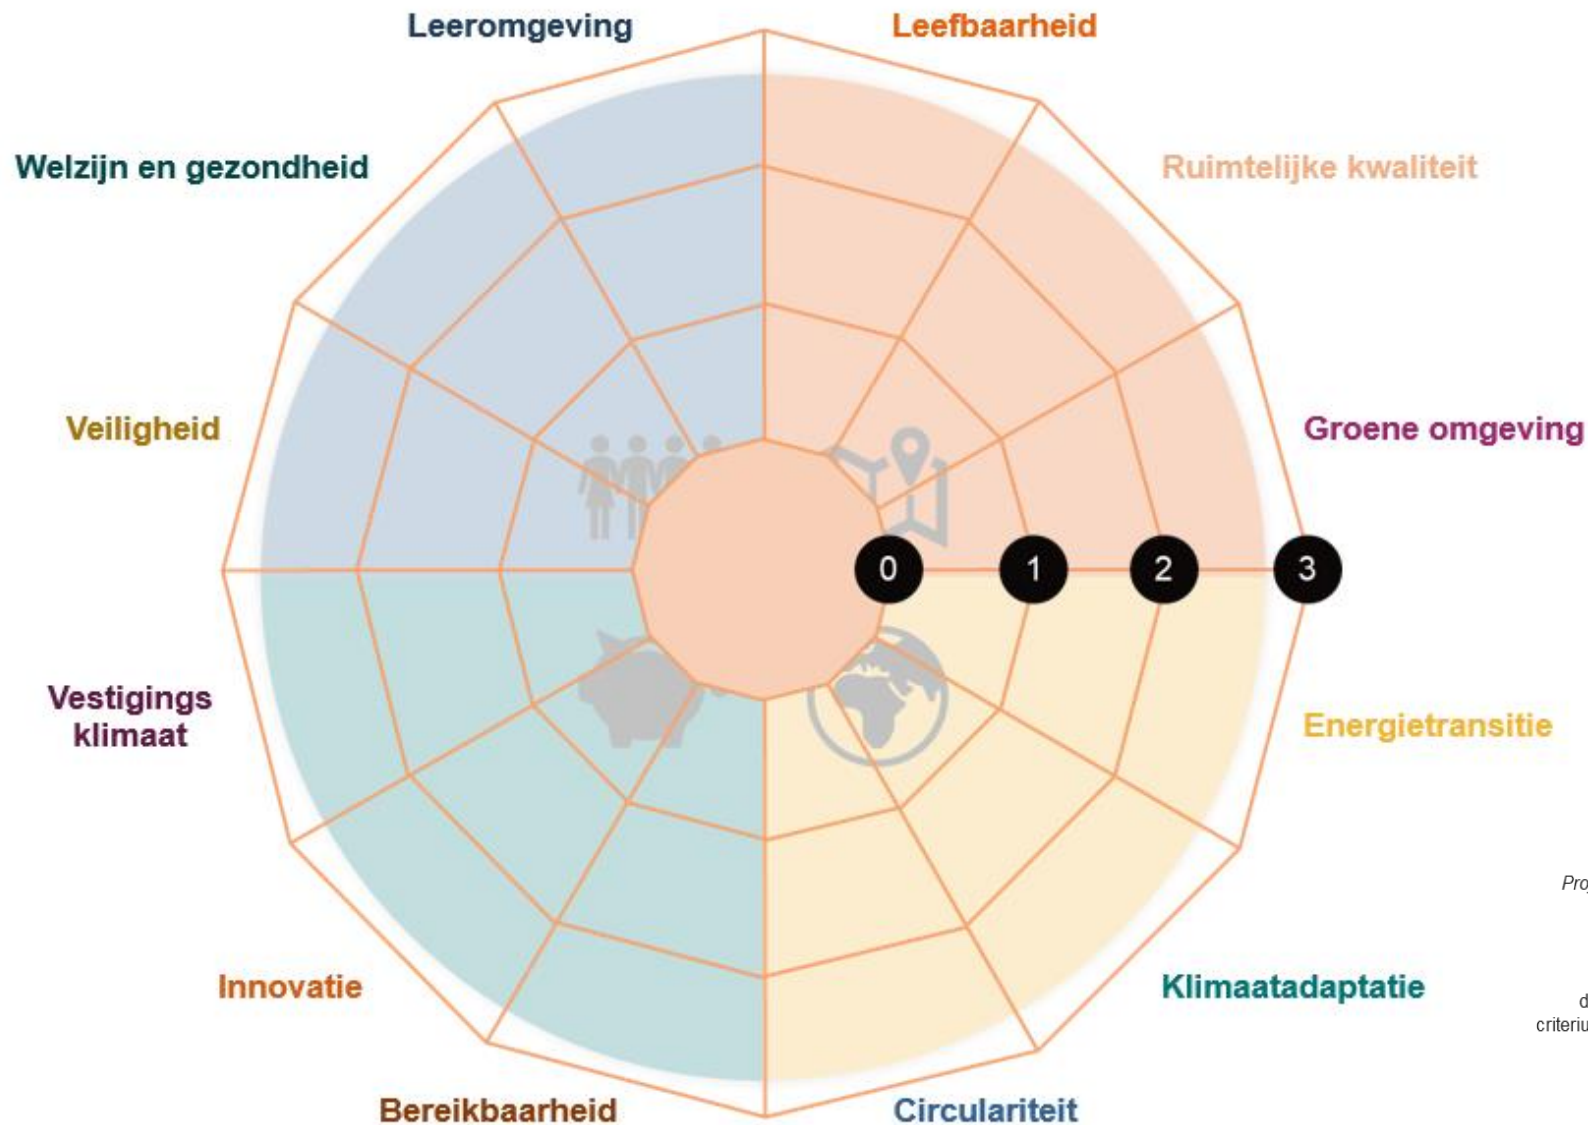 Leeromgeving
Leefbaarheid
Welzijn en gezondheid
Ruimtelijke kwaliteit
Veiligheid
Groene omgeving
0
1
2
3
Vestigings
klimaat
Energietransitie
Innovatie
Klimaatadaptatie
Bereikbaarheid
Circulariteit